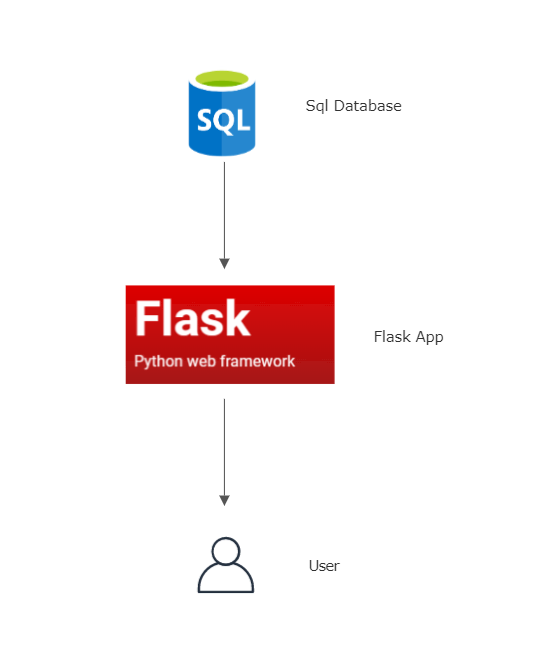 SQL
Sql Database
Flask
Python web framework
Flask App
User